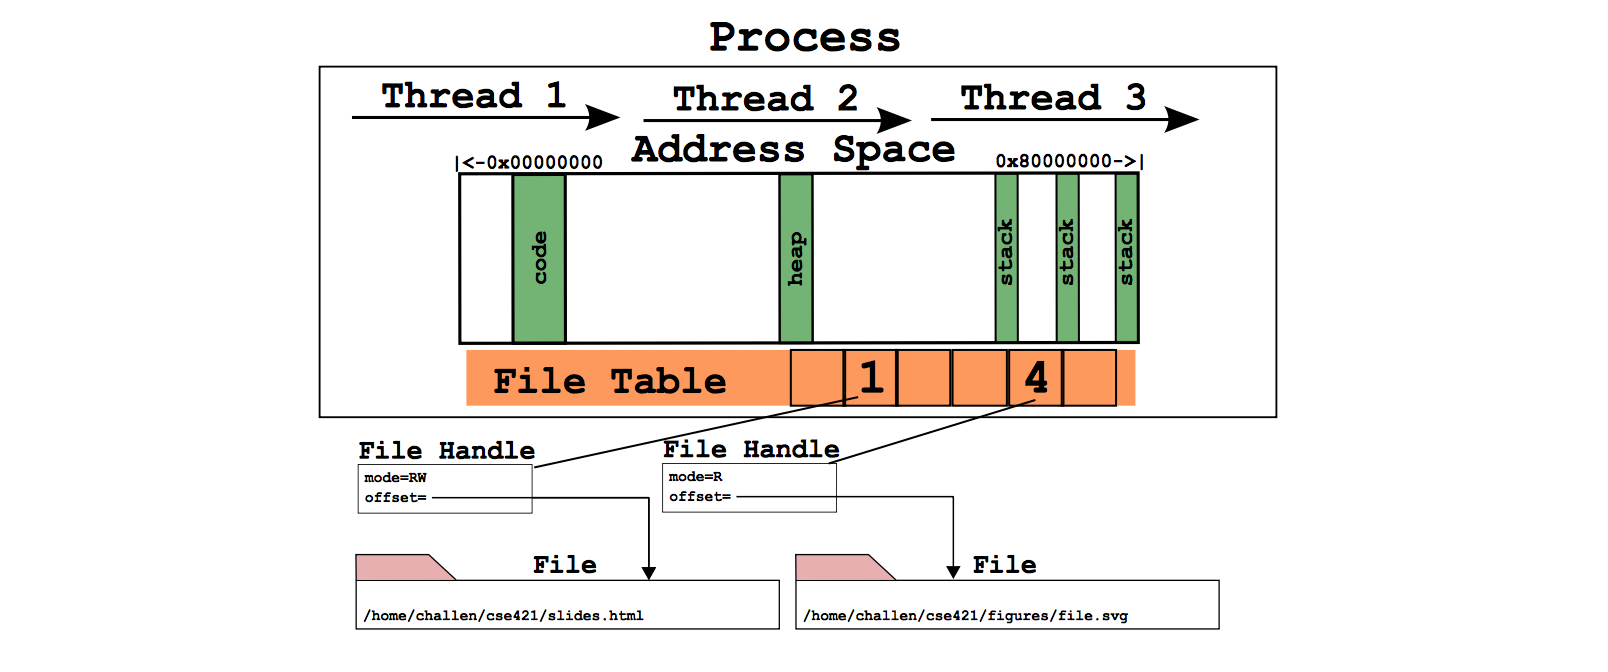 Process
Thread 1
Thread 2
Thread 3
Address Space
|<-0x00000000
0x80000000->|
code
heap
stack
stack
stack
File Table
1
4
File Handle
mode=RW
offset=
File Handle
mode=R
offset=
File
/home/challen/cse421/slides.html
File
/home/challen/cse421/figures/file.svg